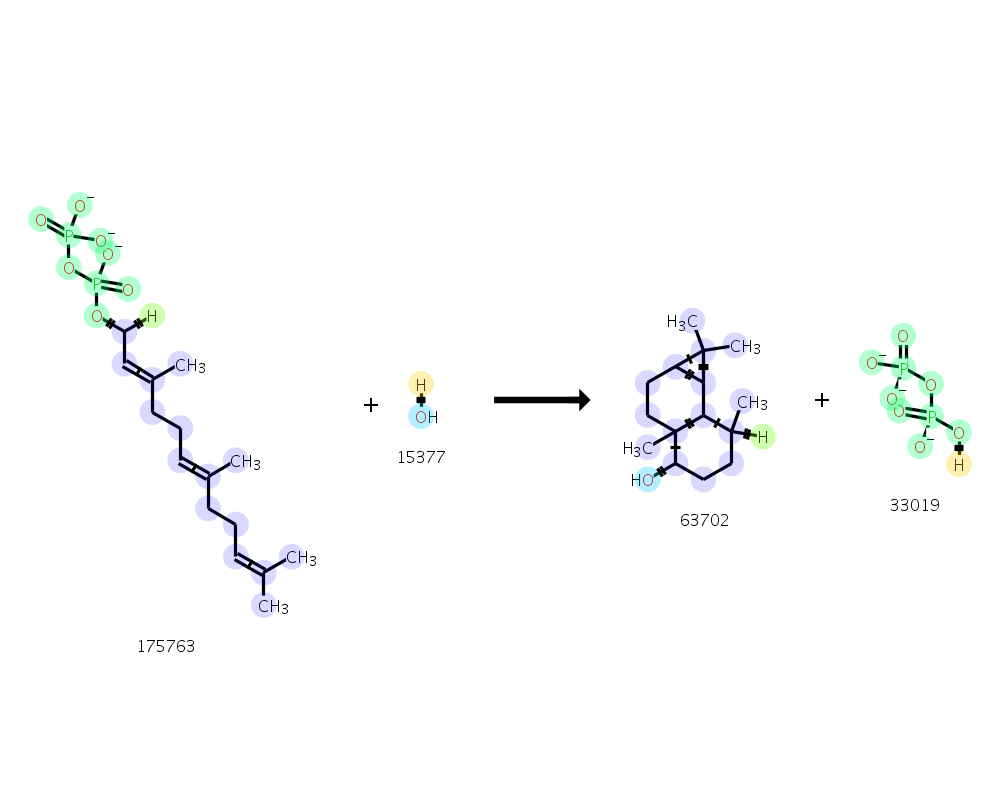 O⁻
O
P
O⁻
O⁻
O
P
O
O
H
CH₃
CH₃
CH₃
CH₃
175763
+
H
OH
15377
H₃C
CH₃
CH₃
H₃C
H
HO
63702
+
O
O⁻
P
O
O⁻
O
P
O
O⁻
H
33019